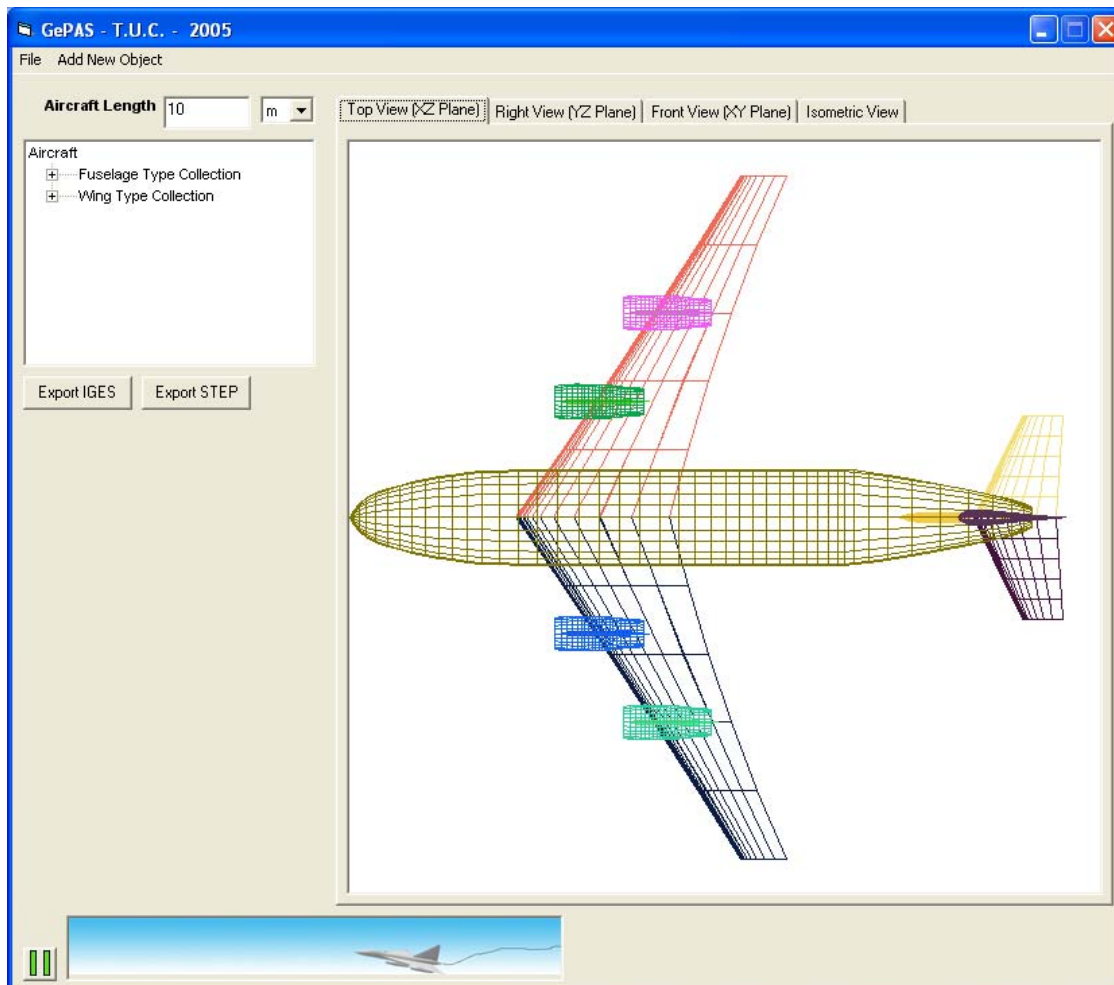 GePAS - T.U.C. - 2005
File Add New Object
Aircraft Length 10 m
Top View (XZ Plane) Right View (YZ Plane) Front View (XY Plane) Isometric View
Aircraft
Fuselage Type Collection
Wing Type Collection
Export IGES Export STEP